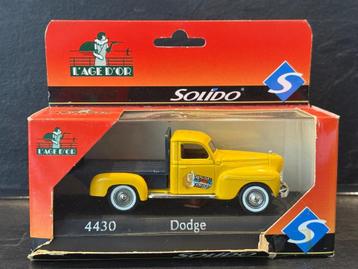 L'AGE D'OR
SOLIDO
S
L'AGE D'OR
4430 Dodge
S